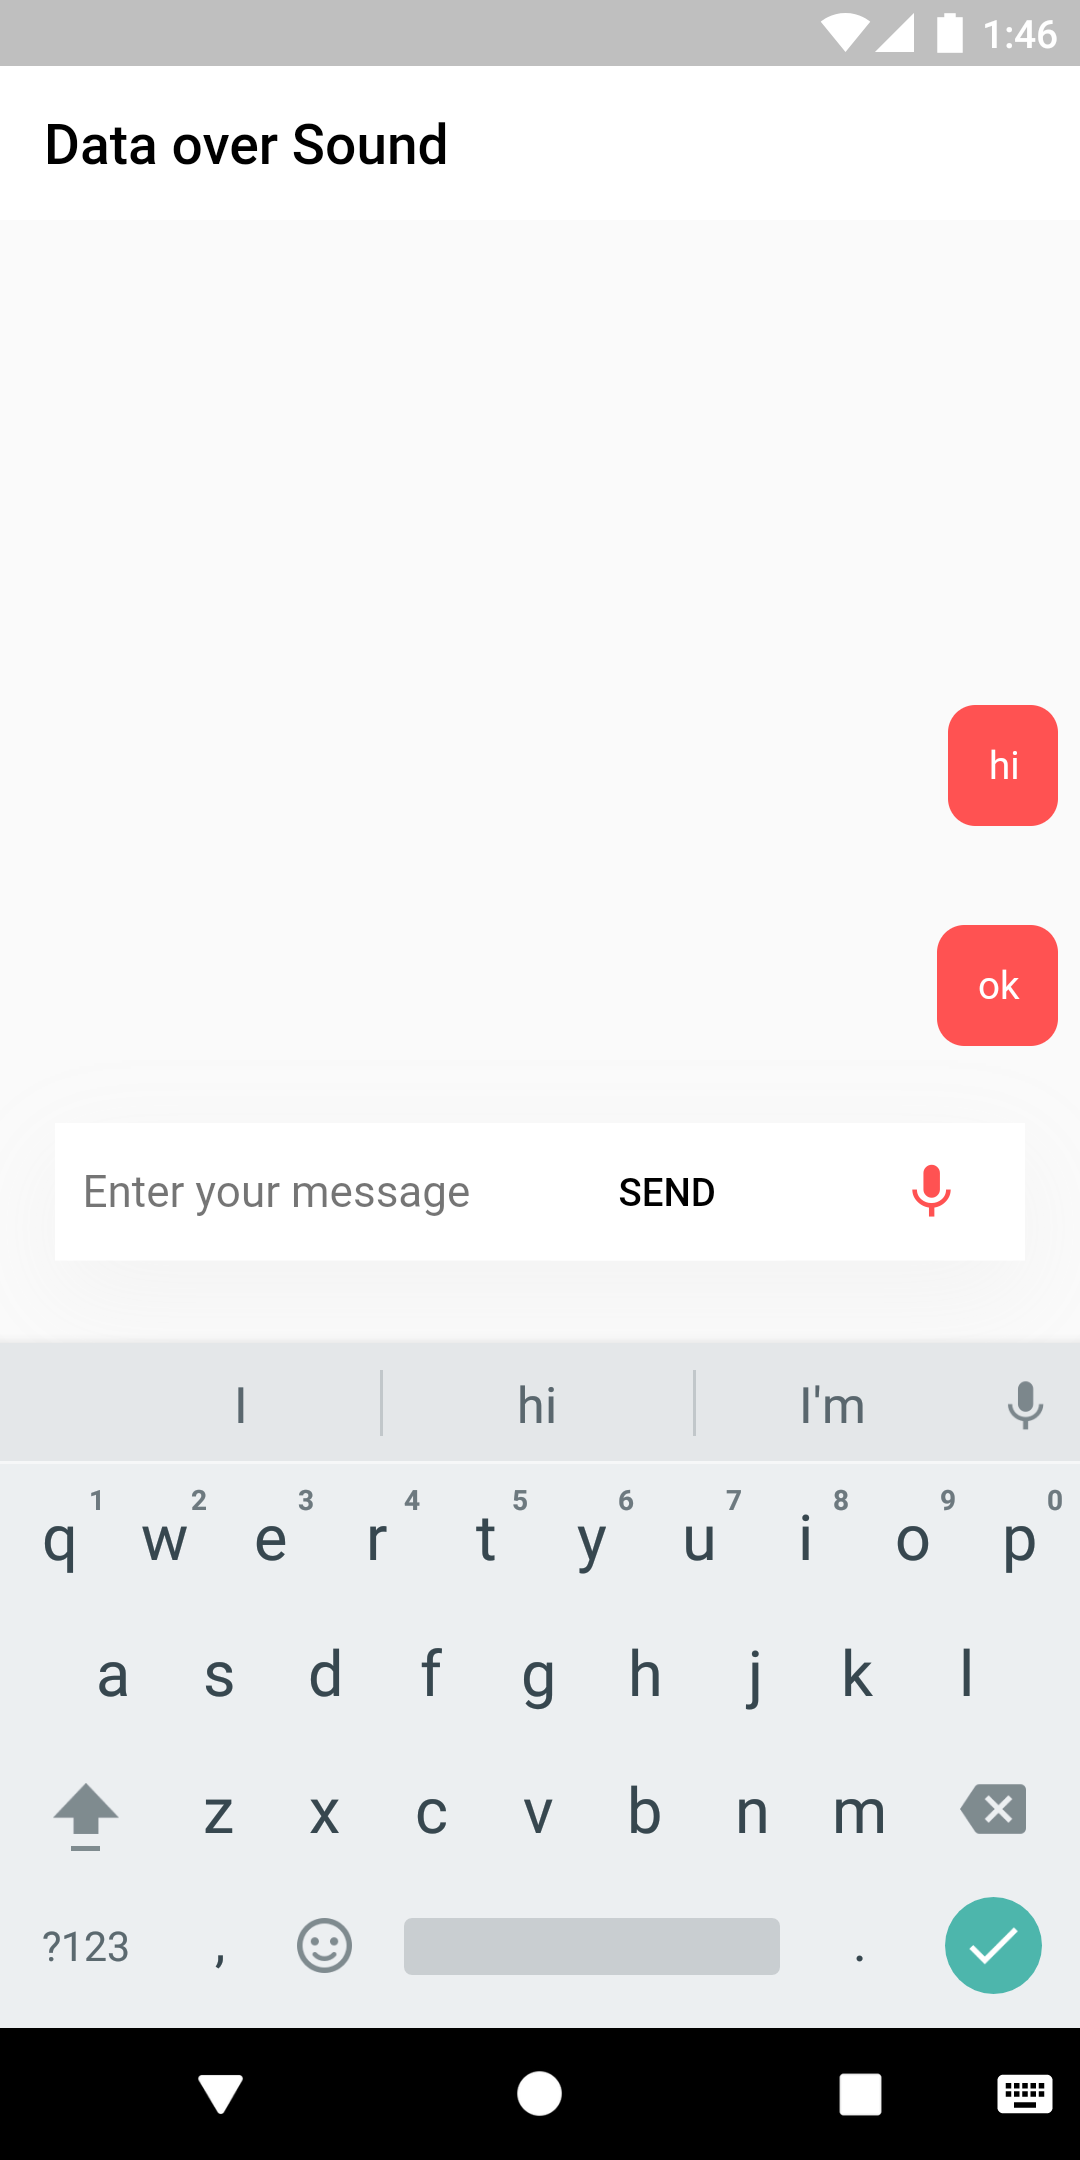 1:46
Data over Sound
hi
ok
Enter your message SEND
I hi I'm
1 2 3 4 5 6 7 8 9 0
q w e r t y u i o p
a s d f g h j k l
z x c v b n m
?123 , .